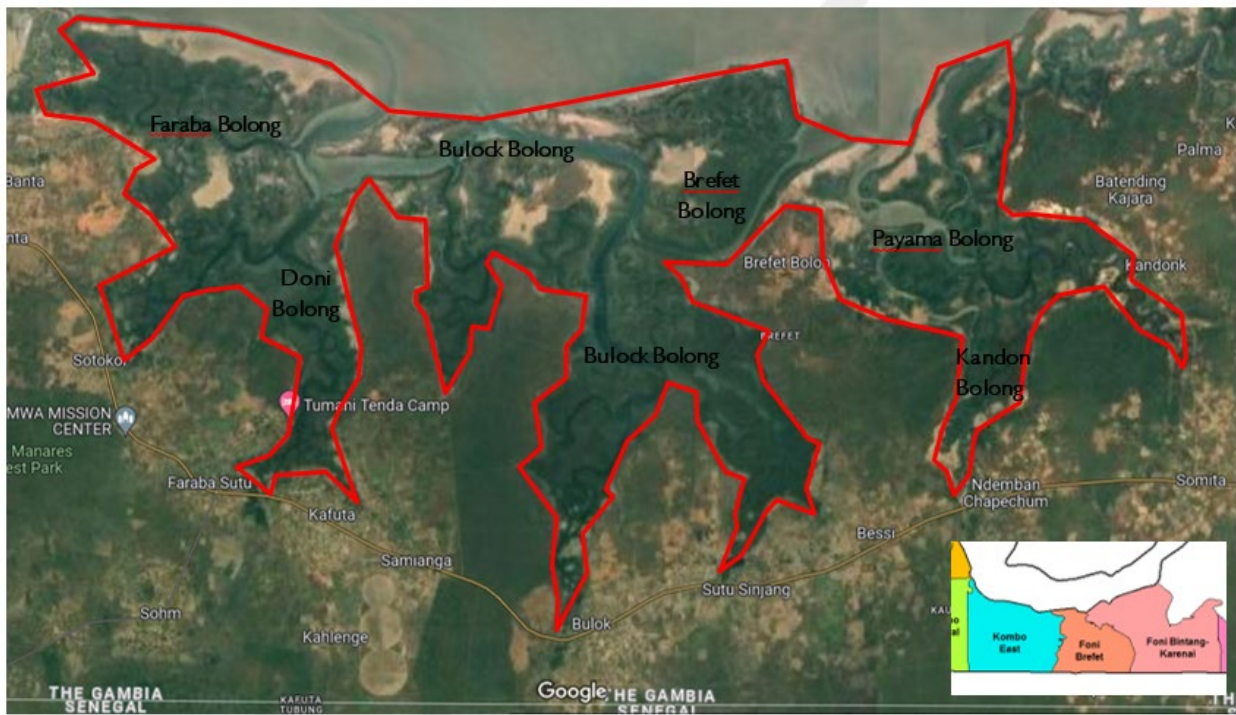 Faraba Bolong
Bulock Bolong
Palma
Banta
Brefet
Bolong
Batending
Kajara
Payama Bolong
nta
Brefet Bolon
Kandonk
Doni
Bolong
BREFET
Bulock Bolong
Kandon
Bolong
Sotokoi
Tumani Tenda Camp
MWA MISSION
CENTER
Manares
est Park
Faraba Sutu
Kafuta
Ndemban
Chapechum
Somita
Bessi
Samianga
Sutu Sinjang
Sohm
Bulok
Kahlenge
Kombo
East
Foni
Brefet
Foni Bintang-
Karenai
Google
THE GAMBIA
SENEGAL
KAFUTA
TUBUNG
THE GAMBIA
SENEGAL